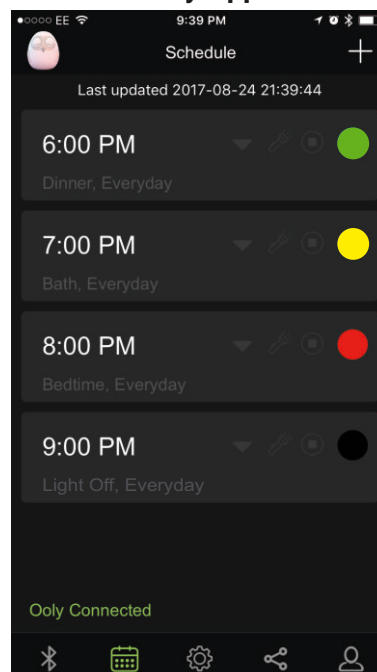 EE 9:39 PM
Schedule
Last updated 2017-08-24 21:39:44
6:00 PM
Dinner, Everyday
7:00 PM
Bath, Everyday
8:00 PM
Bedtime, Everyday
9:00 PM
Light Off, Everyday
Ooly Connected